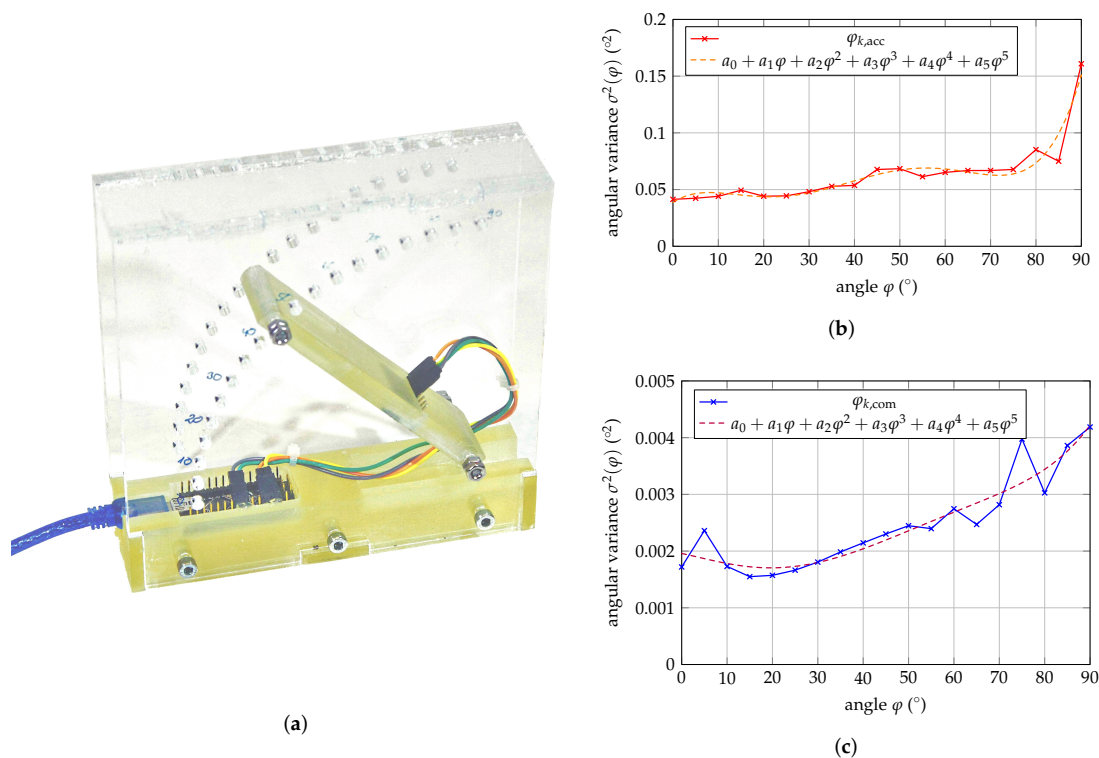 10
20
30
40
90
(a)
0.2
0.15
0.1
0.05
0
angular variance σ²(φ) (°²)
φₖ,acc
a₀ + a₁φ + a₂φ² + a₃φ³ + a₄φ⁴ + a₅φ⁵
0 10 20 30 40 50 60 70 80 90
angle φ (°)
(b)
0.005
0.004
0.003
0.002
0.001
0
angular variance σ²(φ) (°²)
φₖ,com
a₀ + a₁φ + a₂φ² + a₃φ³ + a₄φ⁴ + a₅φ⁵
0 10 20 30 40 50 60 70 80 90
angle φ (°)
(c)